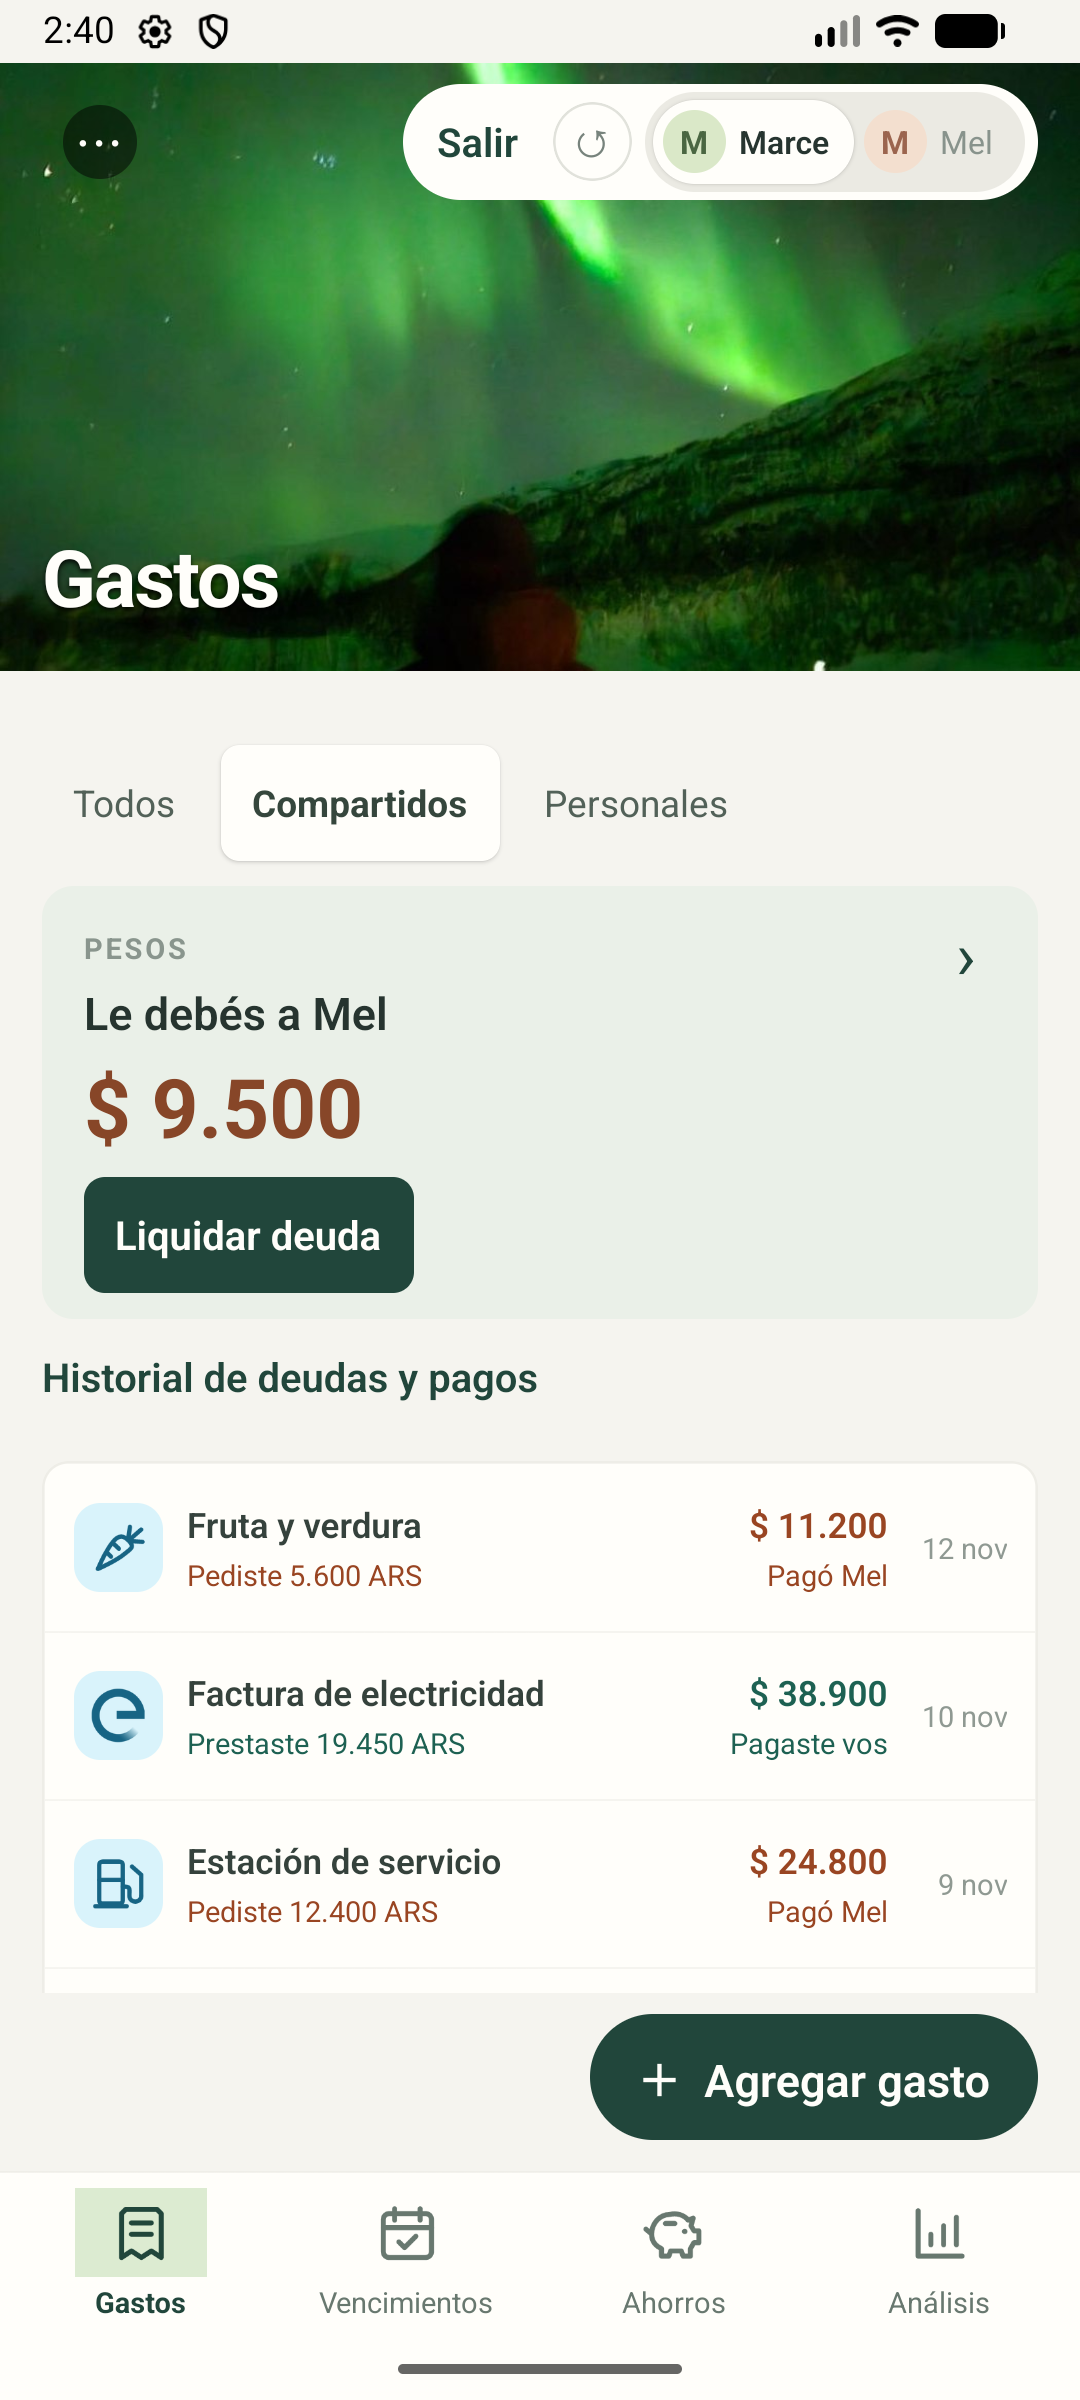 2:40
Salir
M Marce
M Mel
Gastos
Todos
Compartidos
Personales
PESOS
Le debés a Mel
$ 9.500
Liquidar deuda
Historial de deudas y pagos
Fruta y verdura
$ 11.200
12 nov
Pediste 5.600 ARS
Pagó Mel
Factura de electricidad
$ 38.900
10 nov
Prestaste 19.450 ARS
Pagaste vos
Estación de servicio
$ 24.800
9 nov
Pediste 12.400 ARS
Pagó Mel
+ Agregar gasto
Gastos
Vencimientos
Ahorros
Análisis